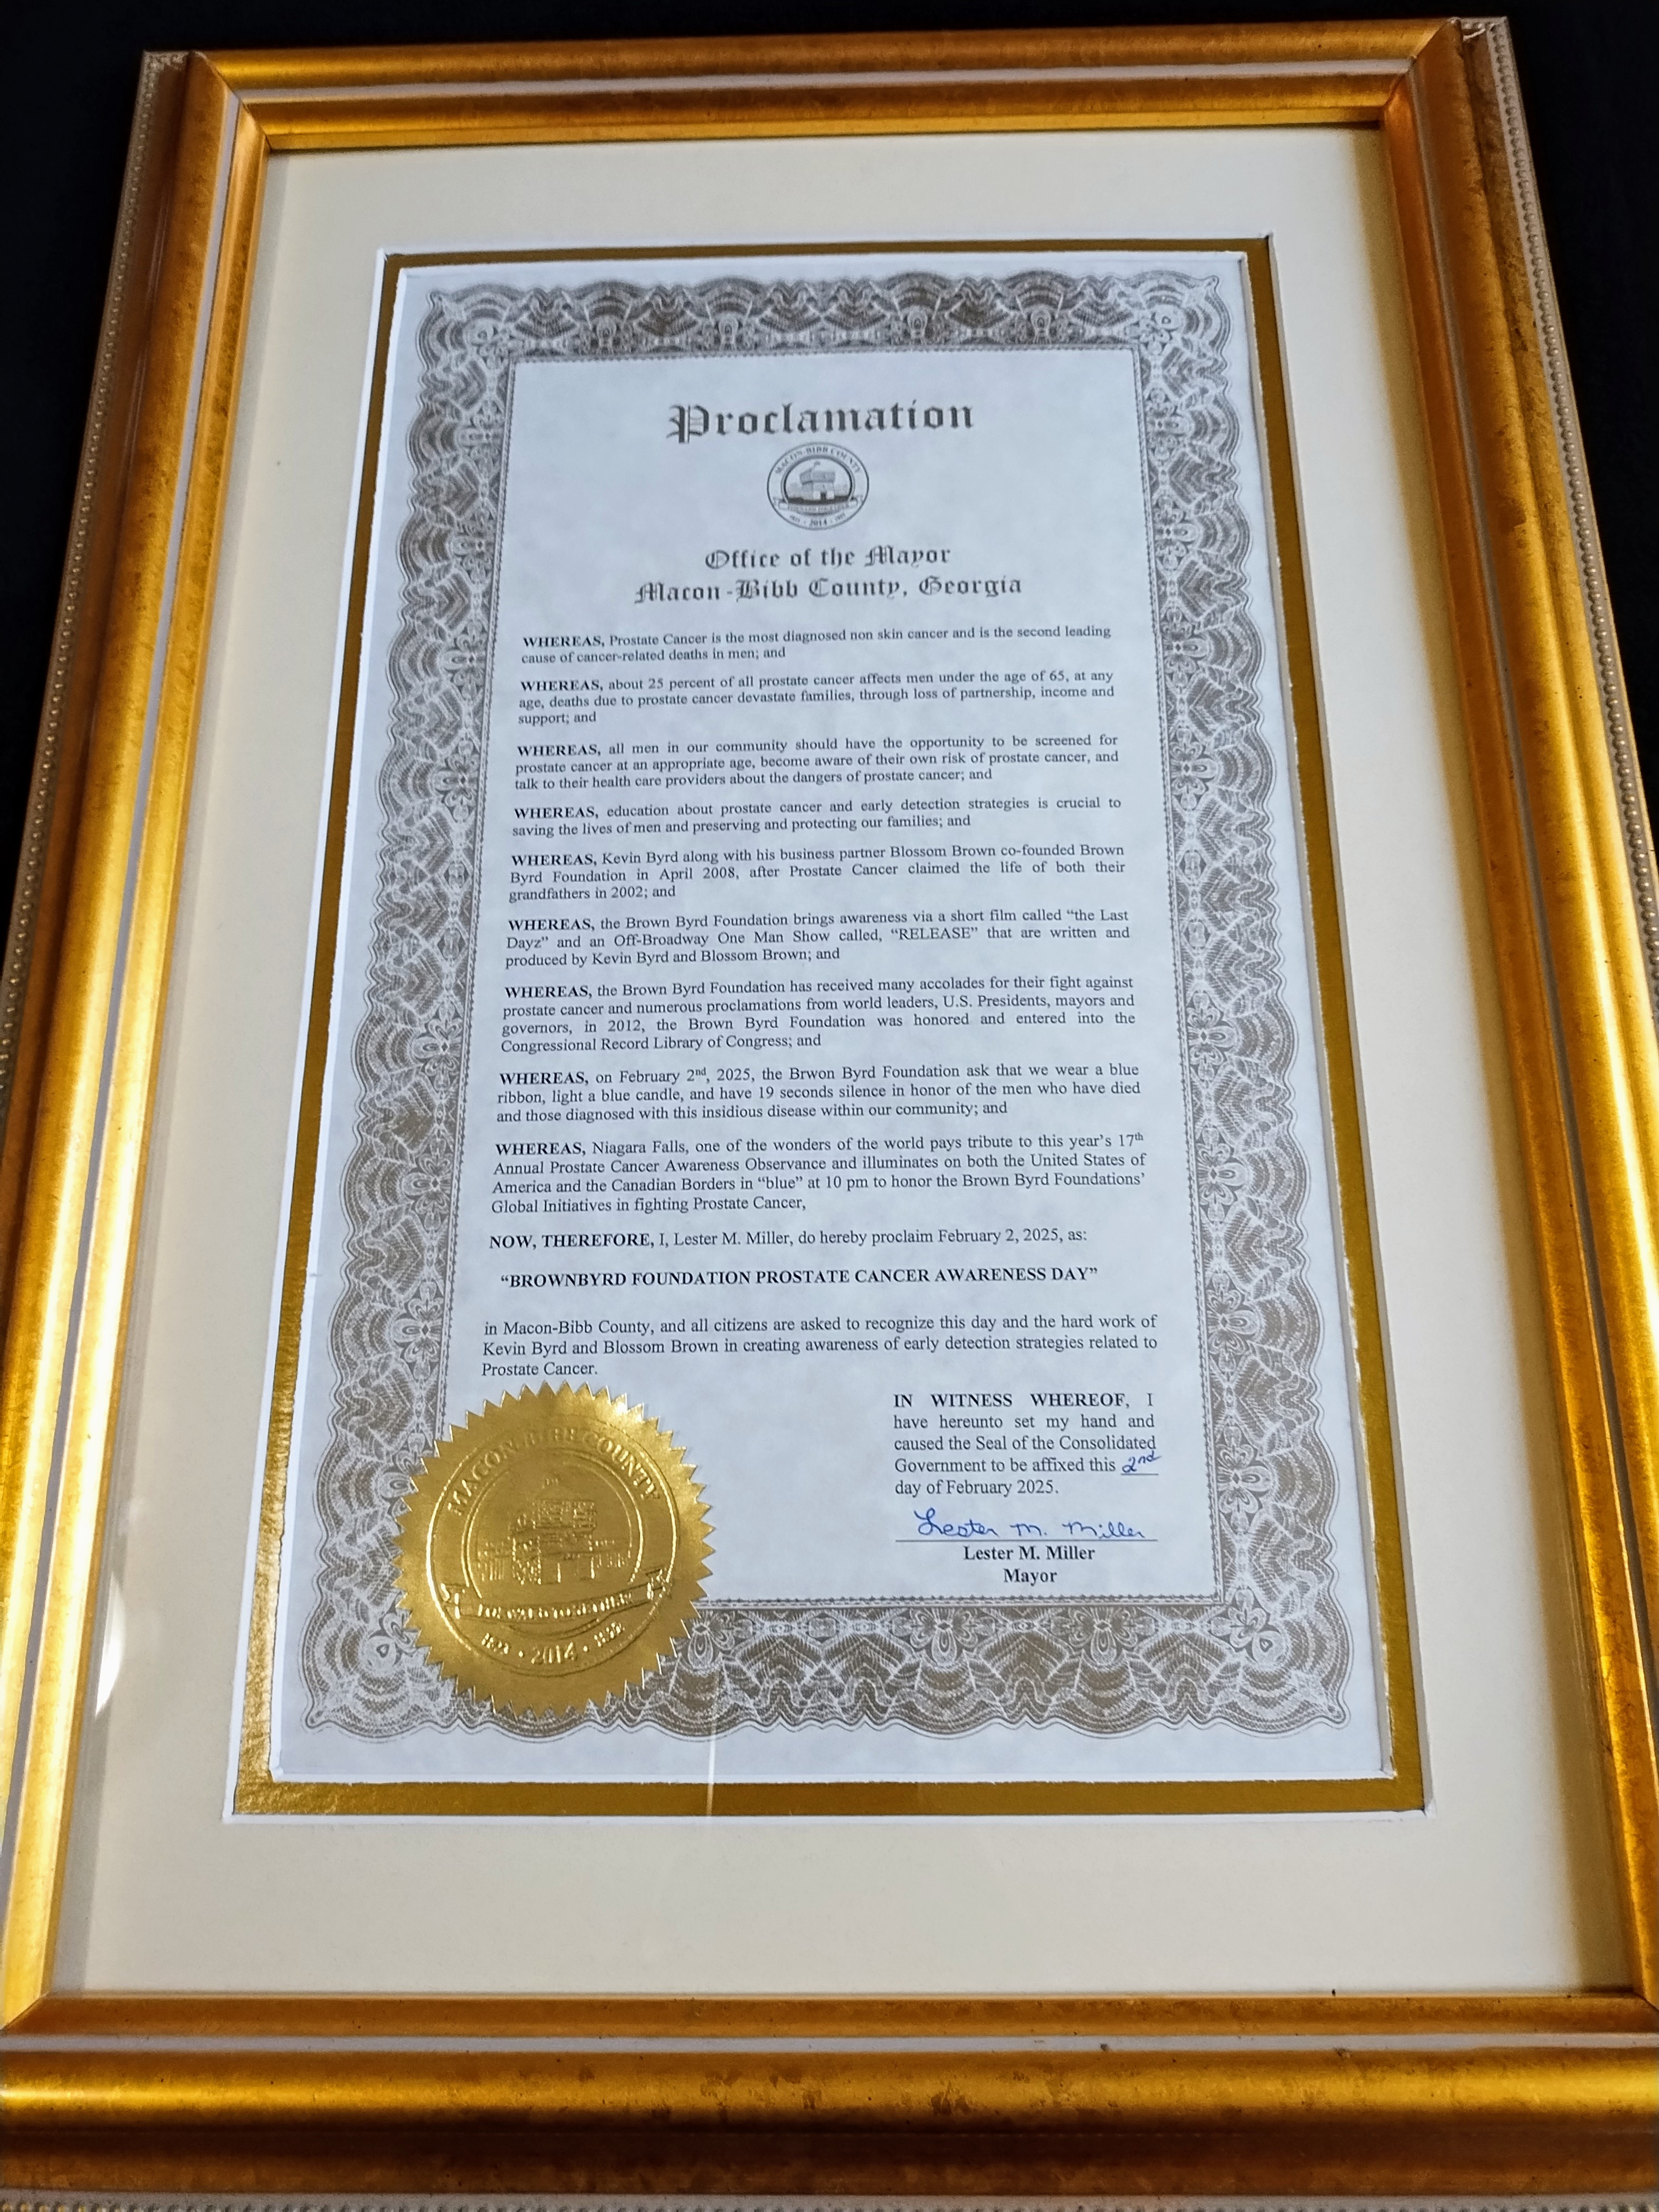 Proclamation
MACON-BIBB COUNTY
2014
Office of the Mayor
Macon-Bibb County, Georgia
WHEREAS, Prostate Cancer is the most diagnosed non skin cancer and is the second leading
cause of cancer-related deaths in men; and
WHEREAS, about 25 percent of all prostate cancer affects men under the age of 65, at any
age, deaths due to prostate cancer devastate families, through loss of partnership, income and
support; and
WHEREAS, all men in our community should have the opportunity to be screened for
prostate cancer at an appropriate age, become aware of their own risk of prostate cancer, and
talk to their health care providers about the dangers of prostate cancer; and
WHEREAS, education about prostate cancer and early detection strategies is crucial to
saving the lives of men and preserving and protecting our families; and
WHEREAS, Kevin Byrd along with his business partner Blossom Brown co-founded Brown
Byrd Foundation in April 2008, after Prostate Cancer claimed the life of both their
grandfathers in 2002; and
WHEREAS, the Brown Byrd Foundation brings awareness via a short film called “the Last
Dayz” and an Off-Broadway One Man Show called, “RELEASE” that are written and
produced by Kevin Byrd and Blossom Brown; and
WHEREAS, the Brown Byrd Foundation has received many accolades for their fight against
prostate cancer and numerous proclamations from world leaders, U.S. Presidents, mayors and
governors, in 2012, the Brown Byrd Foundation was honored and entered into the
Congressional Record Library of Congress; and
WHEREAS, on February 2nd, 2025, the Brwon Byrd Foundation ask that we wear a blue
ribbon, light a blue candle, and have 19 seconds silence in honor of the men who have died
and those diagnosed with this insidious disease within our community; and
WHEREAS, Niagara Falls, one of the wonders of the world pays tribute to this year’s 17th
Annual Prostate Cancer Awareness Observance and illuminates on both the United States of
America and the Canadian Borders in “blue” at 10 pm to honor the Brown Byrd Foundations’
Global Initiatives in fighting Prostate Cancer,
NOW, THEREFORE, I, Lester M. Miller, do hereby proclaim February 2, 2025, as:
“BROWNBYRD FOUNDATION PROSTATE CANCER AWARENESS DAY”
in Macon-Bibb County, and all citizens are asked to recognize this day and the hard work of
Kevin Byrd and Blossom Brown in creating awareness of early detection strategies related to
Prostate Cancer.
IN WITNESS WHEREOF, I
have hereunto set my hand and
caused the Seal of the Consolidated
Government to be affixed this 2nd
day of February 2025.
Lester M. Miller
Lester M. Miller
Mayor
MACON-BIBB COUNTY
2014